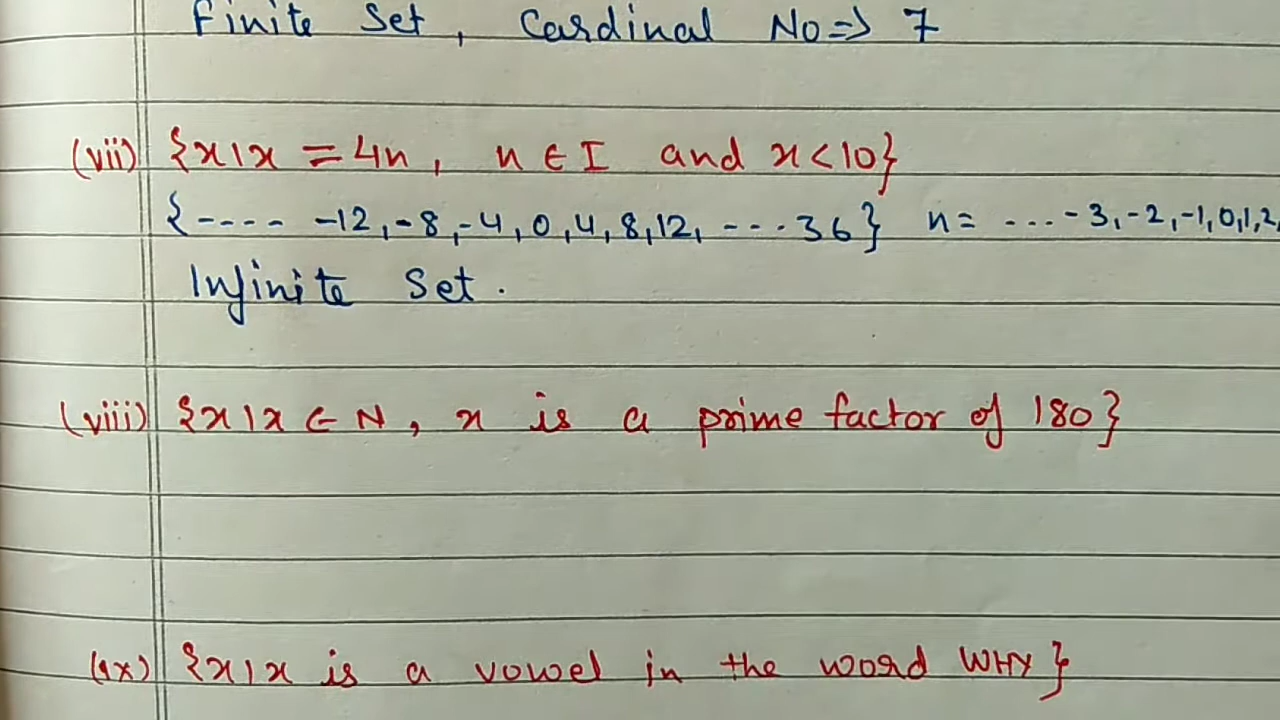 Finite Set, Cardinal No => 7
(vii) {x|x = 4n, n ∈ I and x < 10}
{---- -12, -8, -4, 0, 4, 8, 12, --- 36} n = ... -3, -2, -1, 0, 1, 2,
Infinite Set.
(viii) {x|x ∈ N, x is a prime factor of 180}
(ix) {x|x is a vowel in the word WHY}